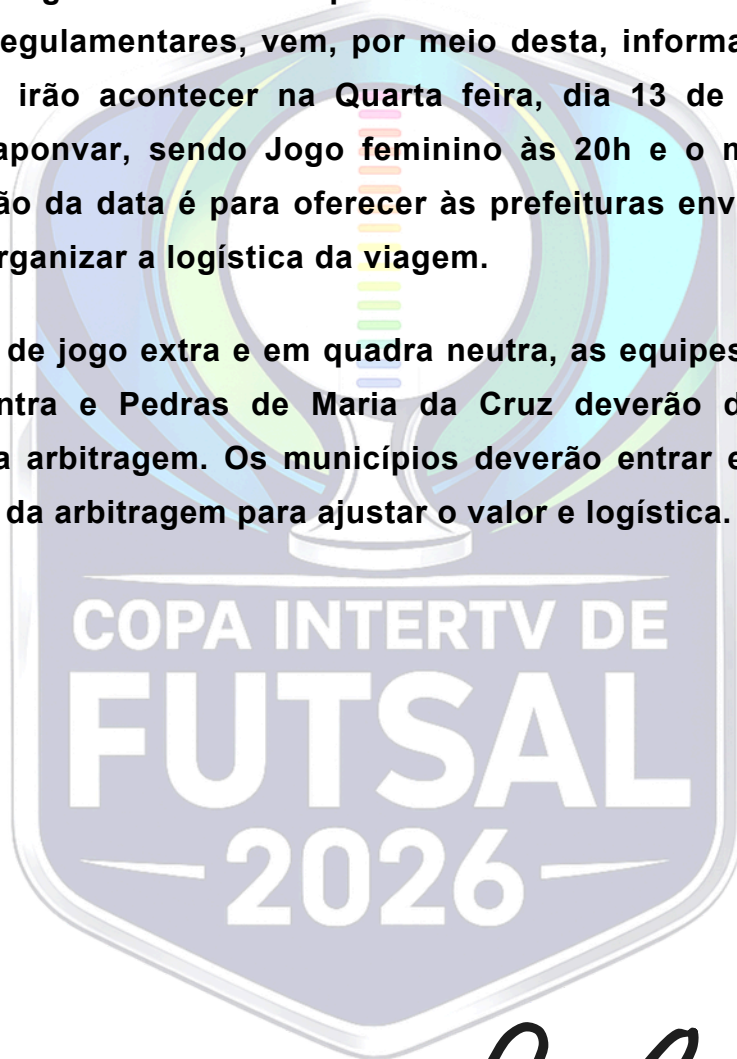 egulamentares, vem, por meio desta, informa
irão acontecer na Quarta feira, dia 13 de
aponvar, sendo Jogo feminino às 20h e o
ão da data é para oferecer às prefeituras env
rganizar a logística da viagem.
de jogo extra e em quadra neutra, as equipes
ntra e Pedras de Maria da Cruz deverão d
a arbitragem. Os municípios deverão entrar e
da arbitragem para ajustar o valor e logística.
COPA INTERTV DE
FUTSAL
2026